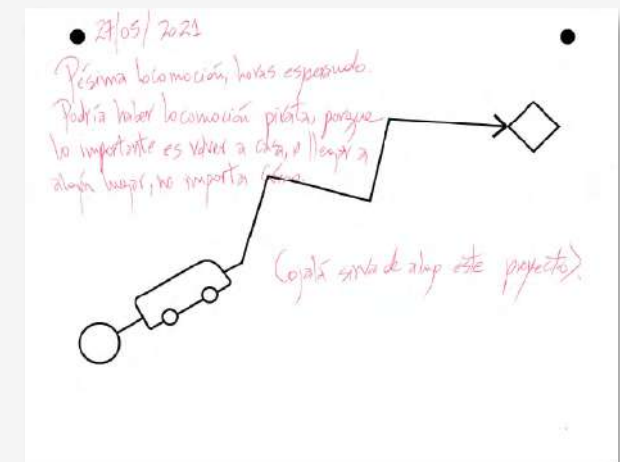 27/05/2021
Pésima locomoción, horas esperando.
Podría haber locomoción pirata, porque
lo importante es volver a casa, o llegar a
algún lugar, no importa cómo.
(ojalá sirva de algo este proyecto).